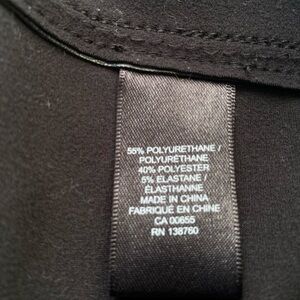 55% POLYURETHANE /
POLYURÉTHANE
40% POLYESTER
5% ELASTANE /
ÉLASTHANNE
MADE IN CHINA
FABRIQUÉ EN CHINE
CA 00655
RN 138760